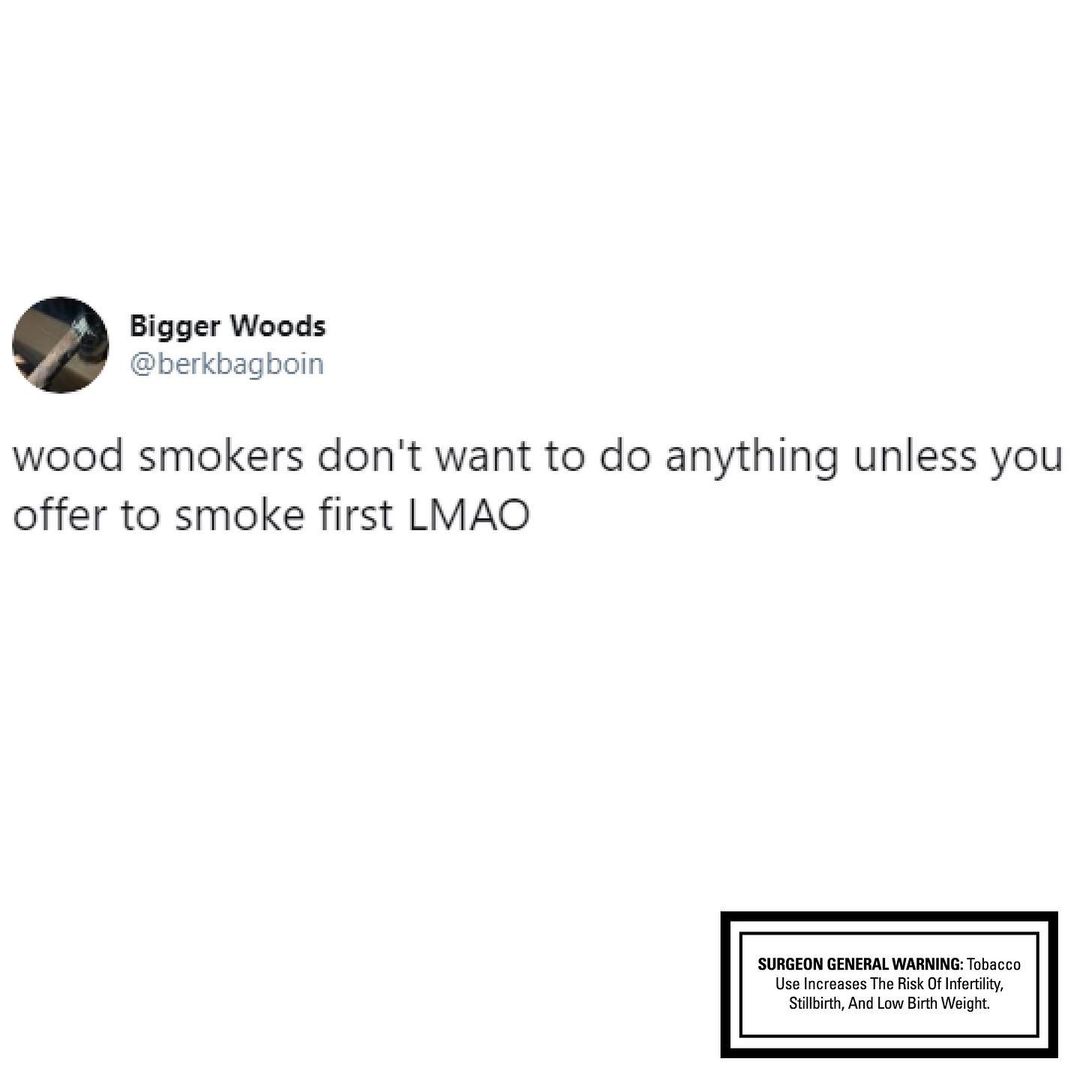 Bigger Woods
@berkbagboin
wood smokers don't want to do anything unless you
offer to smoke first LMAO
SURGEON GENERAL WARNING: Tobacco
Use Increases The Risk Of Infertility,
Stillbirth, And Low Birth Weight.